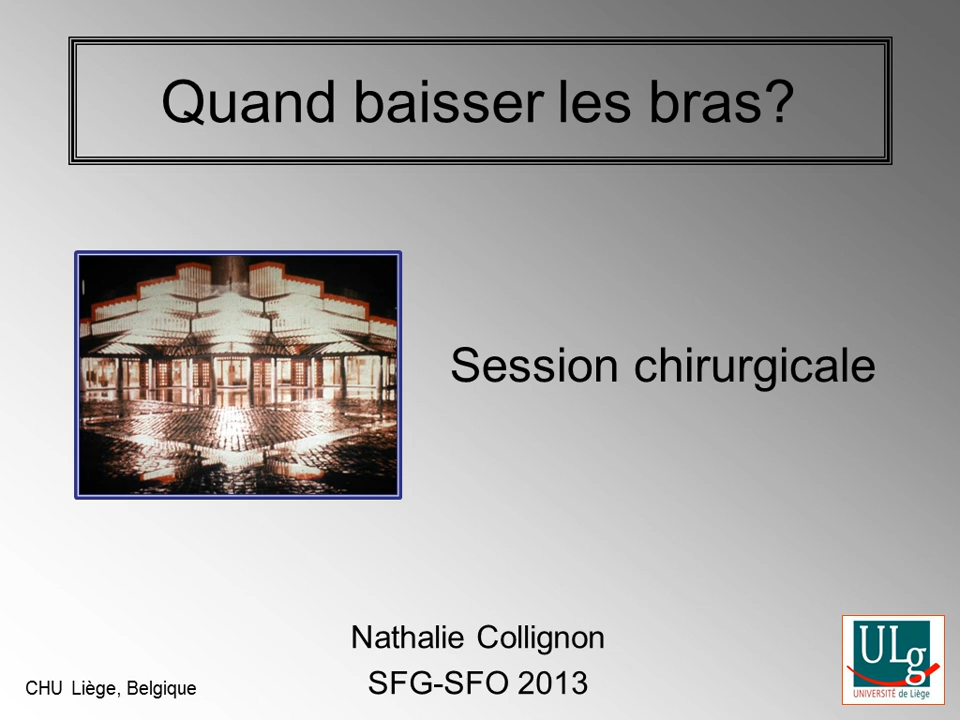 Quand baisser les bras?
Session chirurgicale
Nathalie Collignon
SFG-SFO 2013
CHU Liège, Belgique
ULg
UNIVERSITÉ de Liège